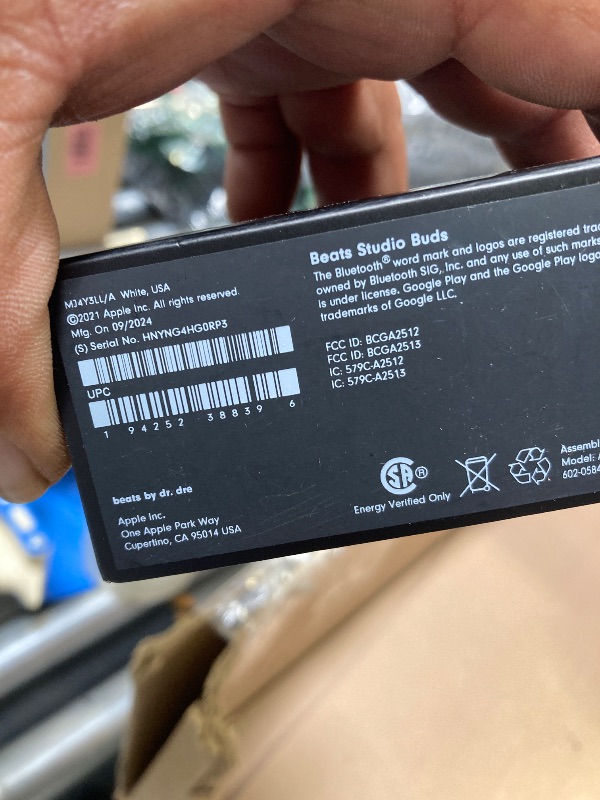 MJ4Y3LL/A White, USA
©2021 Apple Inc. All rights reserved.
Mfg. On 09/2024
(S) Serial No. HNYNG4HG0RP3
UPC
1 94252 38839 6
beats by dr. dre
Apple Inc.
One Apple Park Way
Cupertino, CA 95014 USA
Beats Studio Buds
The Bluetooth® word mark and logos are registered
owned by Bluetooth SIG, Inc. and any use of such marks
is under license. Google Play and the Google Play logo
trademarks of Google LLC.
FCC ID: BCGA2512
FCC ID: BCGA2513
IC: 579C-A2512
IC: 579C-A2513
SA®
Energy Verified Only
Model:
602-0584